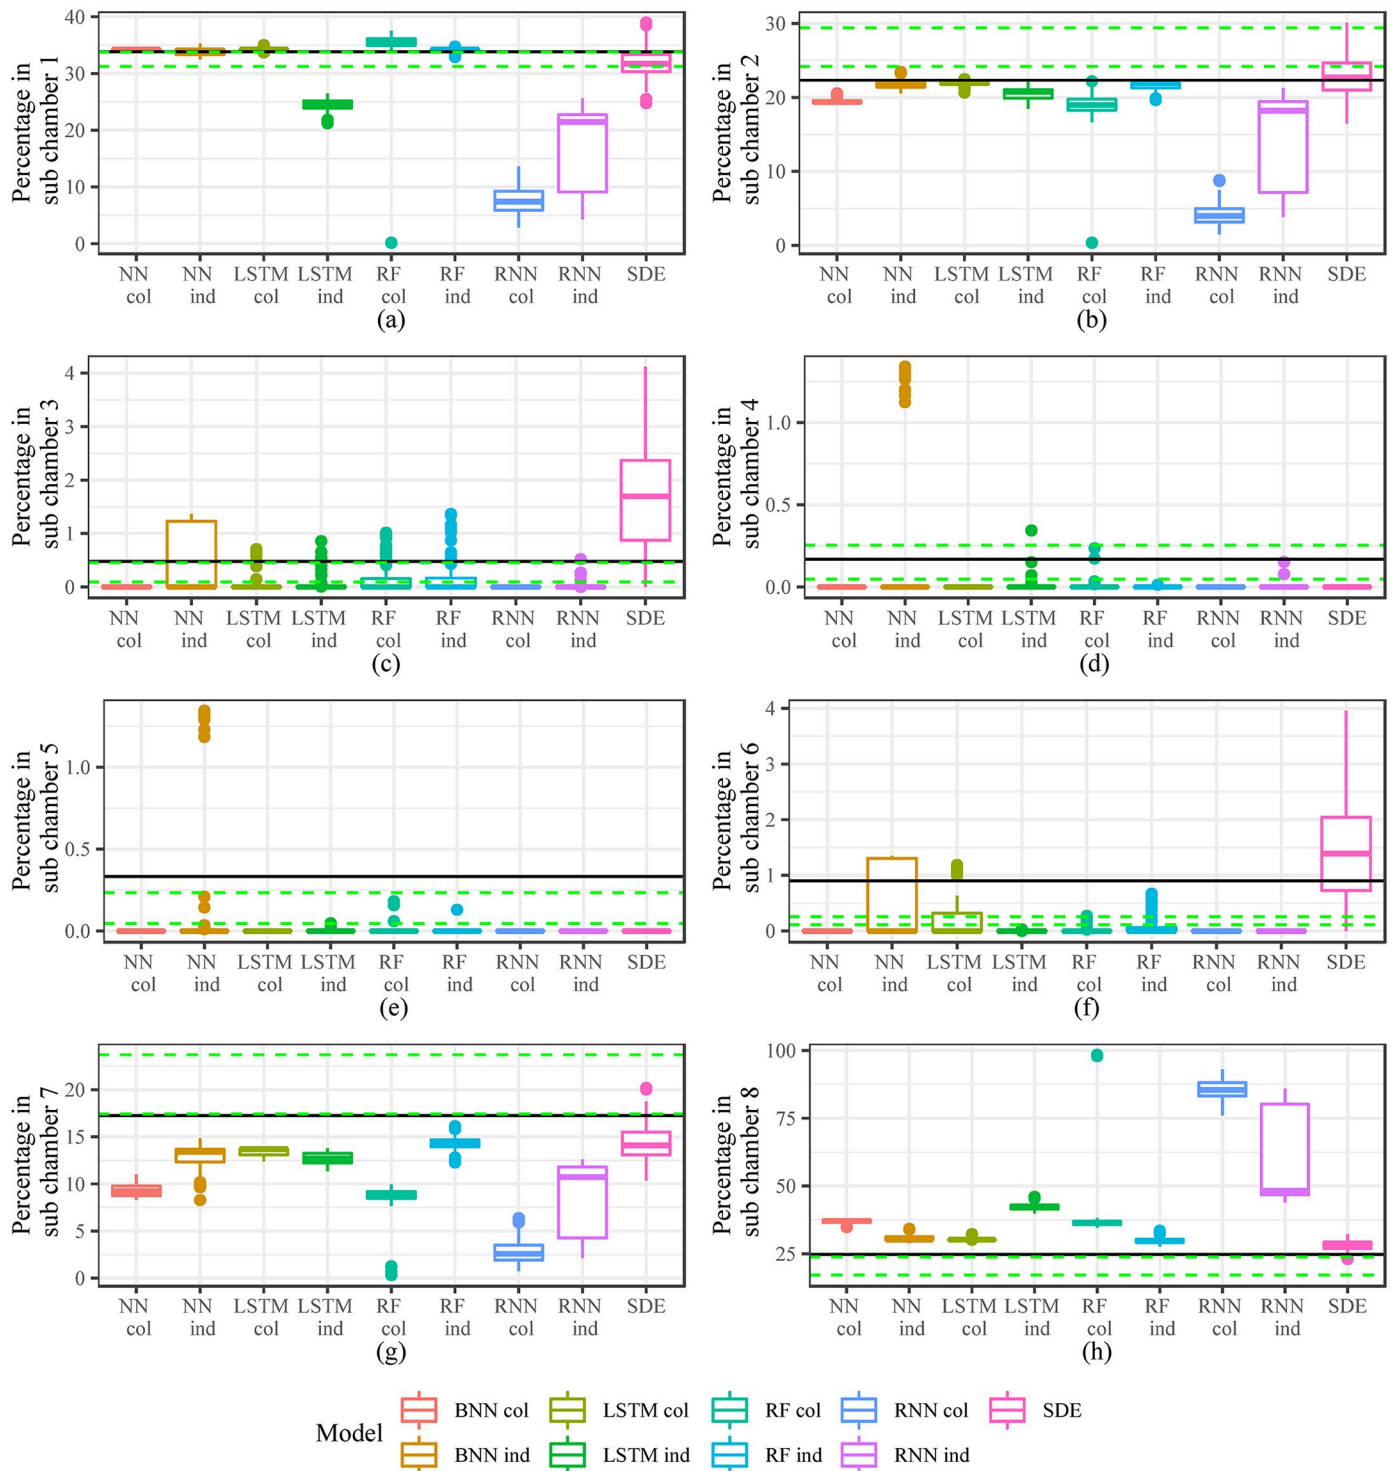 Percentage in
sub chamber 1
40
30
20
10
0
NN NN LSTM LSTM RF RF RNN RNN SDE
col ind col ind col ind col ind
(a)
Percentage in
sub chamber 2
30
20
10
0
NN NN LSTM LSTM RF RF RNN RNN SDE
col ind col ind col ind col ind
(b)
Percentage in
sub chamber 3
4
3
2
1
0
NN NN LSTM LSTM RF RF RNN RNN SDE
col ind col ind col ind col ind
(c)
Percentage in
sub chamber 4
1.0
0.5
0.0
NN NN LSTM LSTM RF RF RNN RNN SDE
col ind col ind col ind col ind
(d)
Percentage in
sub chamber 5
1.0
0.5
0.0
NN NN LSTM LSTM RF RF RNN RNN SDE
col ind col ind col ind col ind
(e)
Percentage in
sub chamber 6
4
3
2
1
0
NN NN LSTM LSTM RF RF RNN RNN SDE
col ind col ind col ind col ind
(f)
Percentage in
sub chamber 7
20
15
10
5
0
NN NN LSTM LSTM RF RF RNN RNN SDE
col ind col ind col ind col ind
(g)
Percentage in
sub chamber 8
100
75
50
25
NN NN LSTM LSTM RF RF RNN RNN SDE
col ind col ind col ind col ind
(h)
Model
BNN col LSTM col RF col RNN col SDE
BNN ind LSTM ind RF ind RNN ind